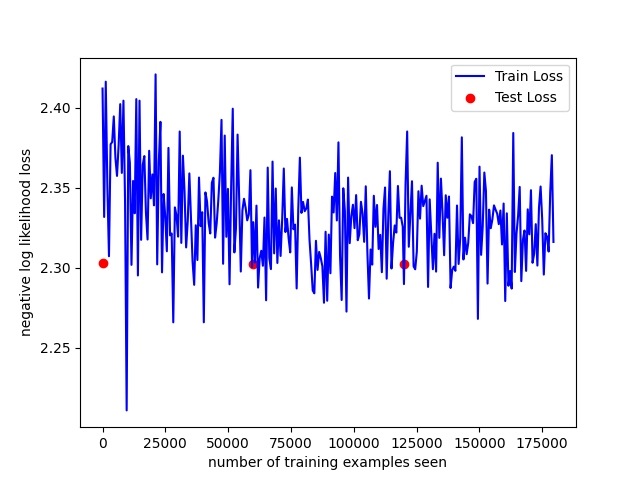 Train Loss
Test Loss
2.40
2.35
2.30
2.25
negative log likelihood loss
0 25000 50000 75000 100000 125000 150000 175000
number of training examples seen